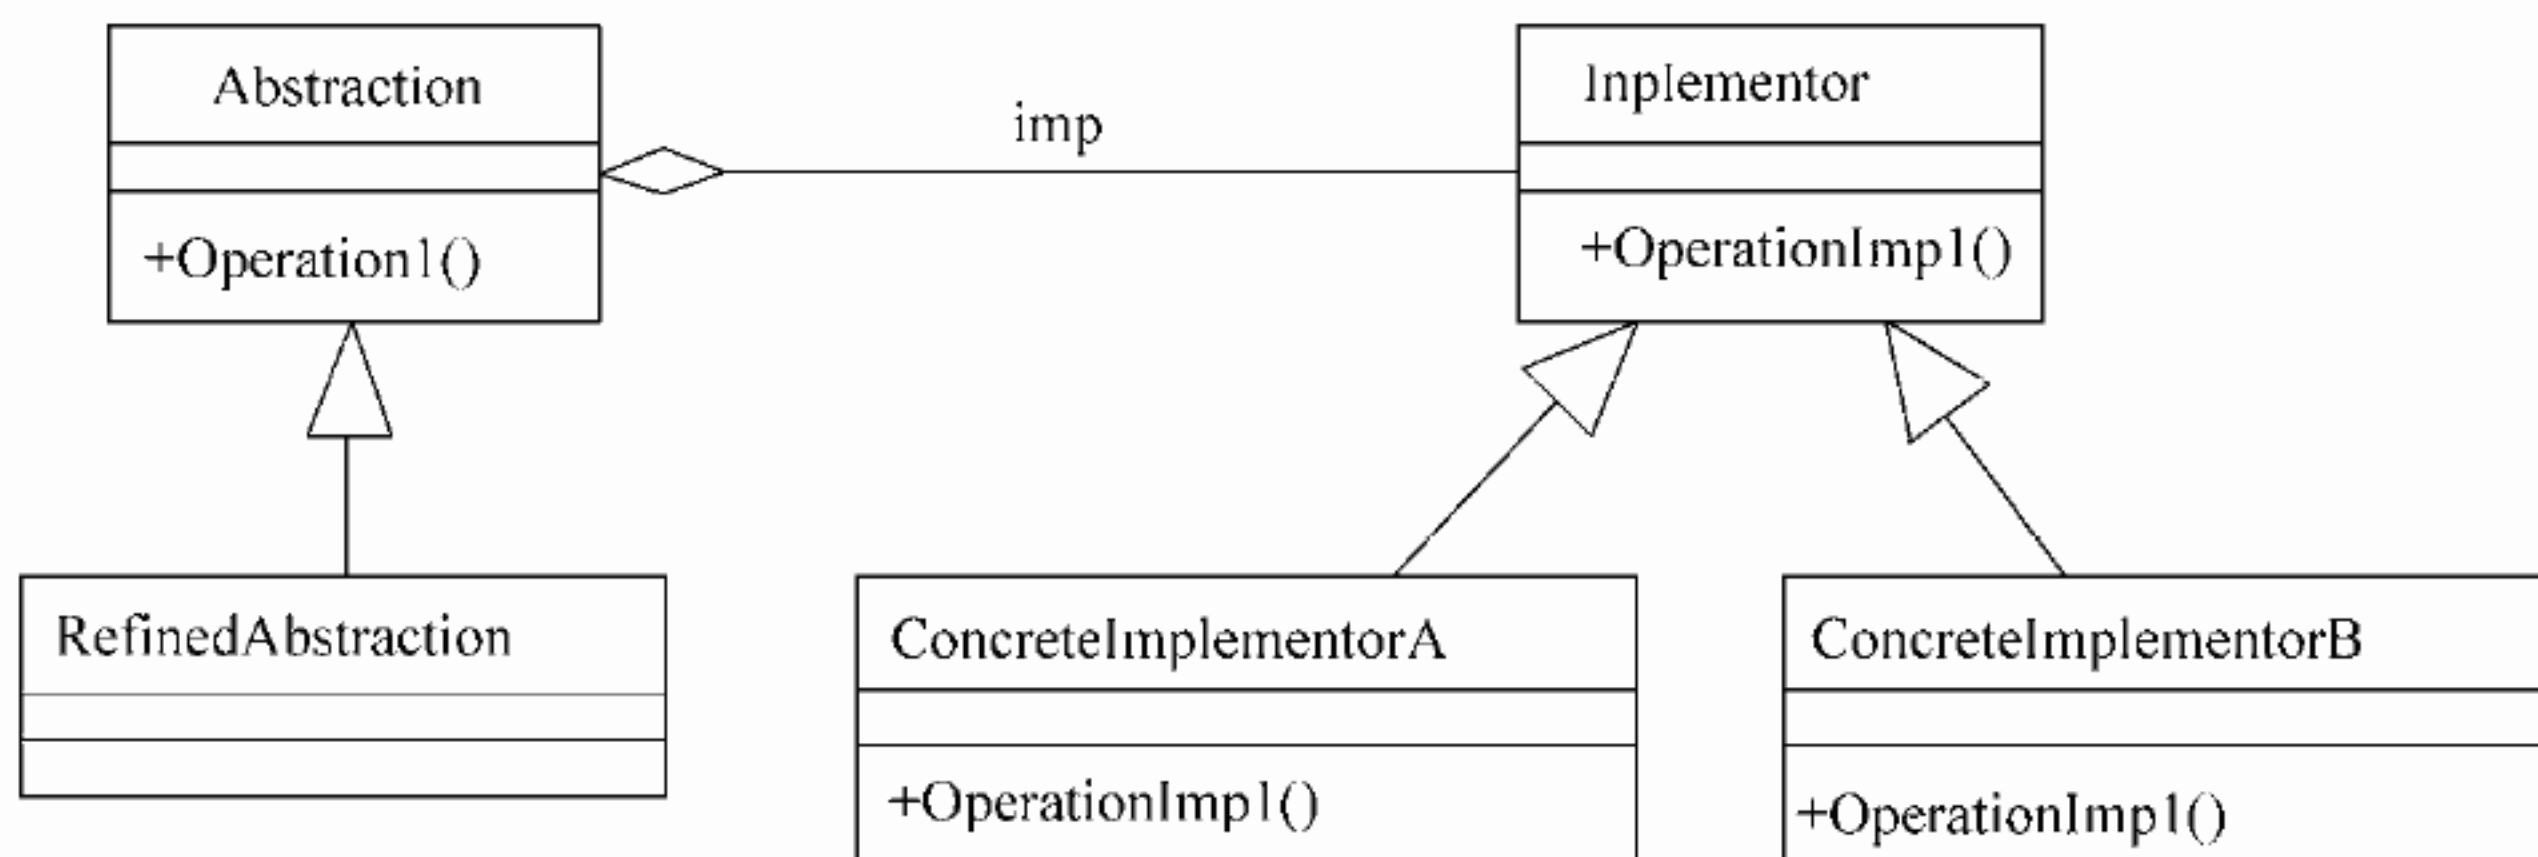 Abstraction
Inplementor
imp
+Operation1()
+OperationImp1()
RefinedAbstraction
ConcreteImplementorA
ConcreteImplementorB
+OperationImp1()
+OperationImp1()